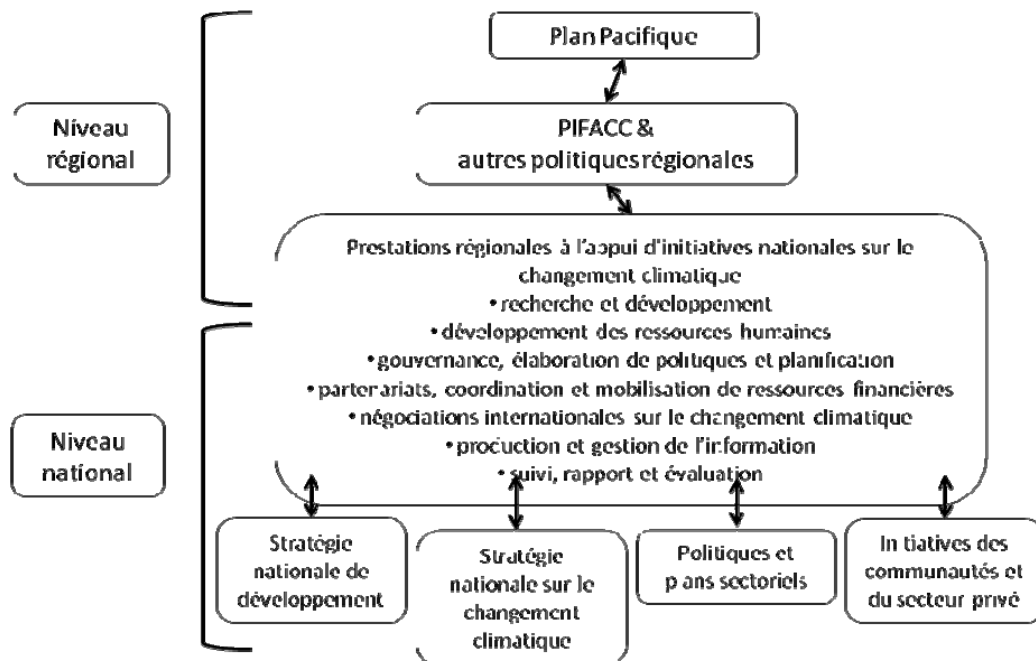 Plan Pacifique
Niveau
régional
PIFACC &
autres politiques régionales
Prestations régionales à l'appui d'initiatives nationales sur le
changement climatique
• recherche et développement
• développement des ressources humaines
• gouvernance, élaboration de politiques et planification
• partenariats, coordination et mobilisation de ressources financières
• négociations internationales sur le changement climatique
• production et gestion de l'information
• suivi, rapport et évaluation
Niveau
national
Stratégie
nationale de
développement
Stratégie
nationale sur le
changement
climatique
Politiques et
plans sectoriels
Initiatives des
communautés et
du secteur privé